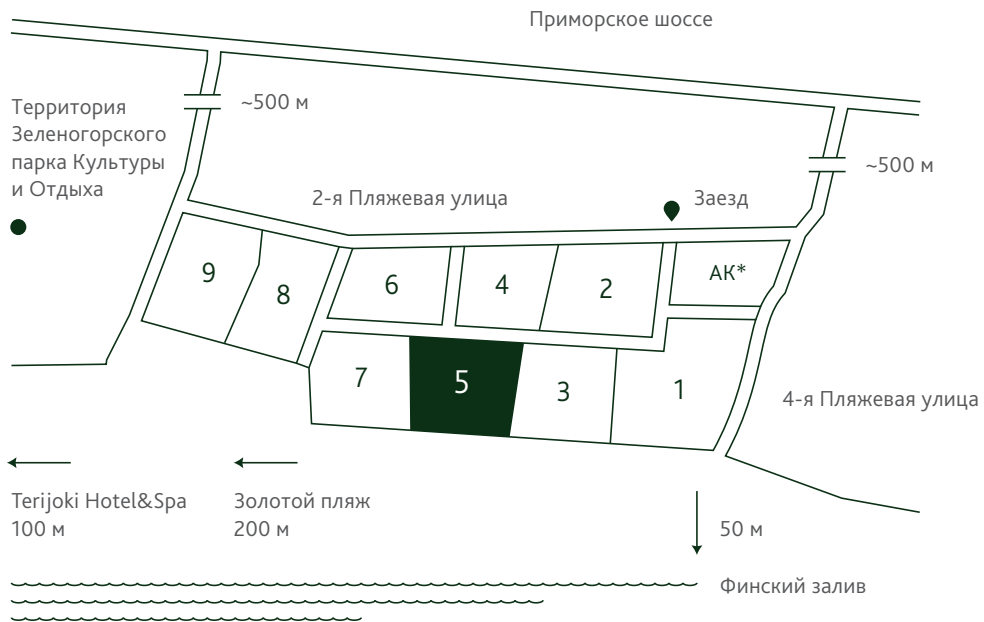 Приморское шоссе
Территория
Зеленогорского
парка Культуры
и Отдыха
~500 м
~500 м
2-я Пляжевая улица
Заезд
9
8
6
4
2
АК*
7
5
3
1
4-я Пляжевая улица
Terijoki Hotel&Spa
100 м
Золотой пляж
200 м
50 м
Финский залив